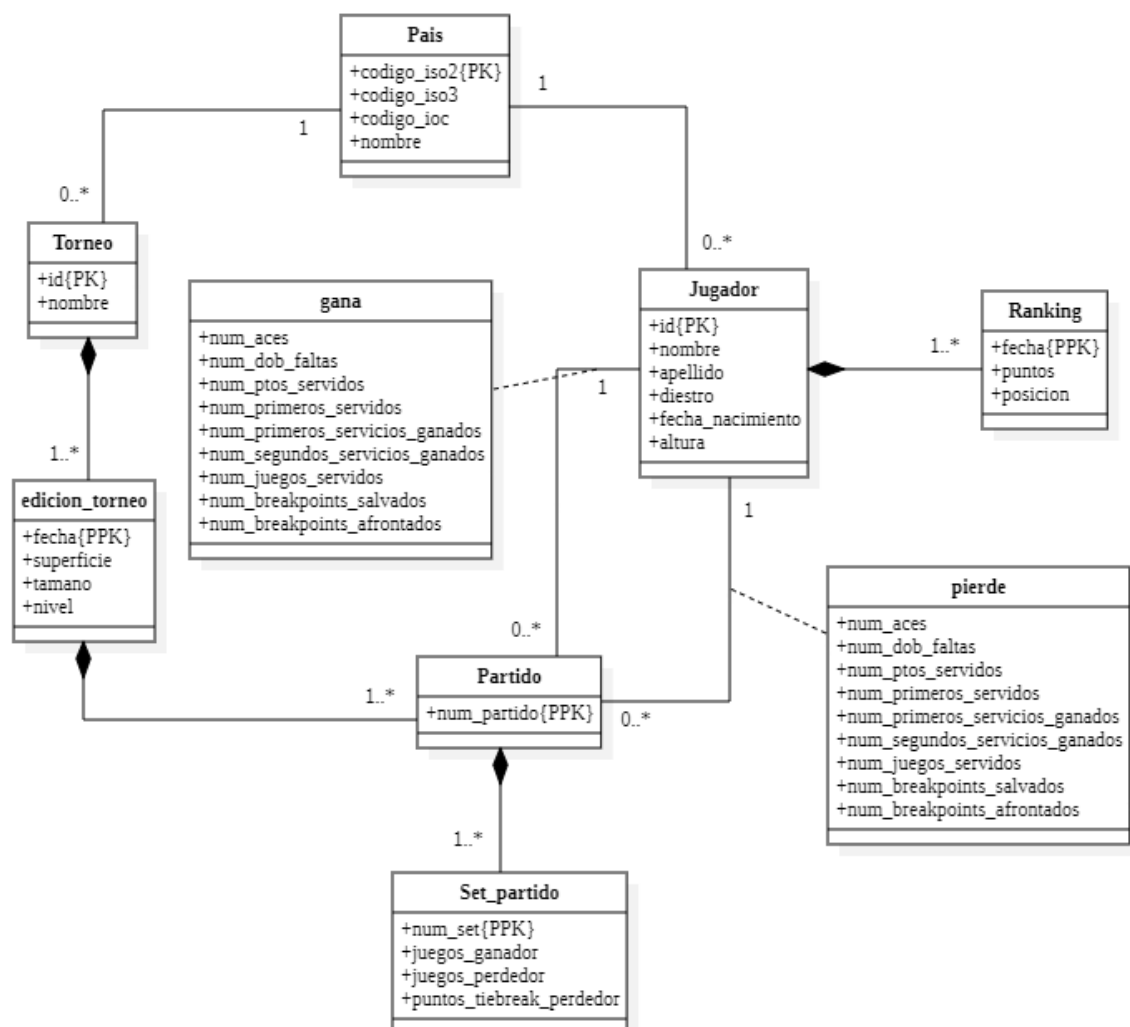 Pais
+codigo_iso2{PK}
+codigo_iso3
+codigo_ioc
+nombre
1
1
0..*
0..*
Torneo
+id{PK}
+nombre
gana
+num_aces
+num_dob_faltas
+num_ptos_servidos
+num_primeros_servidos
+num_primeros_servicios_ganados
+num_segundos_servicios_ganados
+num_juegos_servidos
+num_breakpoints_salvados
+num_breakpoints_afrontados
Jugador
+id{PK}
+nombre
+apellido
+diestro
+fecha_nacimiento
+altura
1
1..*
Ranking
+fecha{PPK}
+puntos
+posicion
1..*
edicion_torneo
+fecha{PPK}
+superficie
+tamano
+nivel
1
pierde
+num_aces
+num_dob_faltas
+num_ptos_servidos
+num_primeros_servidos
+num_primeros_servicios_ganados
+num_segundos_servicios_ganados
+num_juegos_servidos
+num_breakpoints_salvados
+num_breakpoints_afrontados
0..*
1..*
Partido
+num_partido{PPK}
0..*
1..*
Set_partido
+num_set{PPK}
+juegos_ganador
+juegos_perdedor
+puntos_tiebreak_perdedor